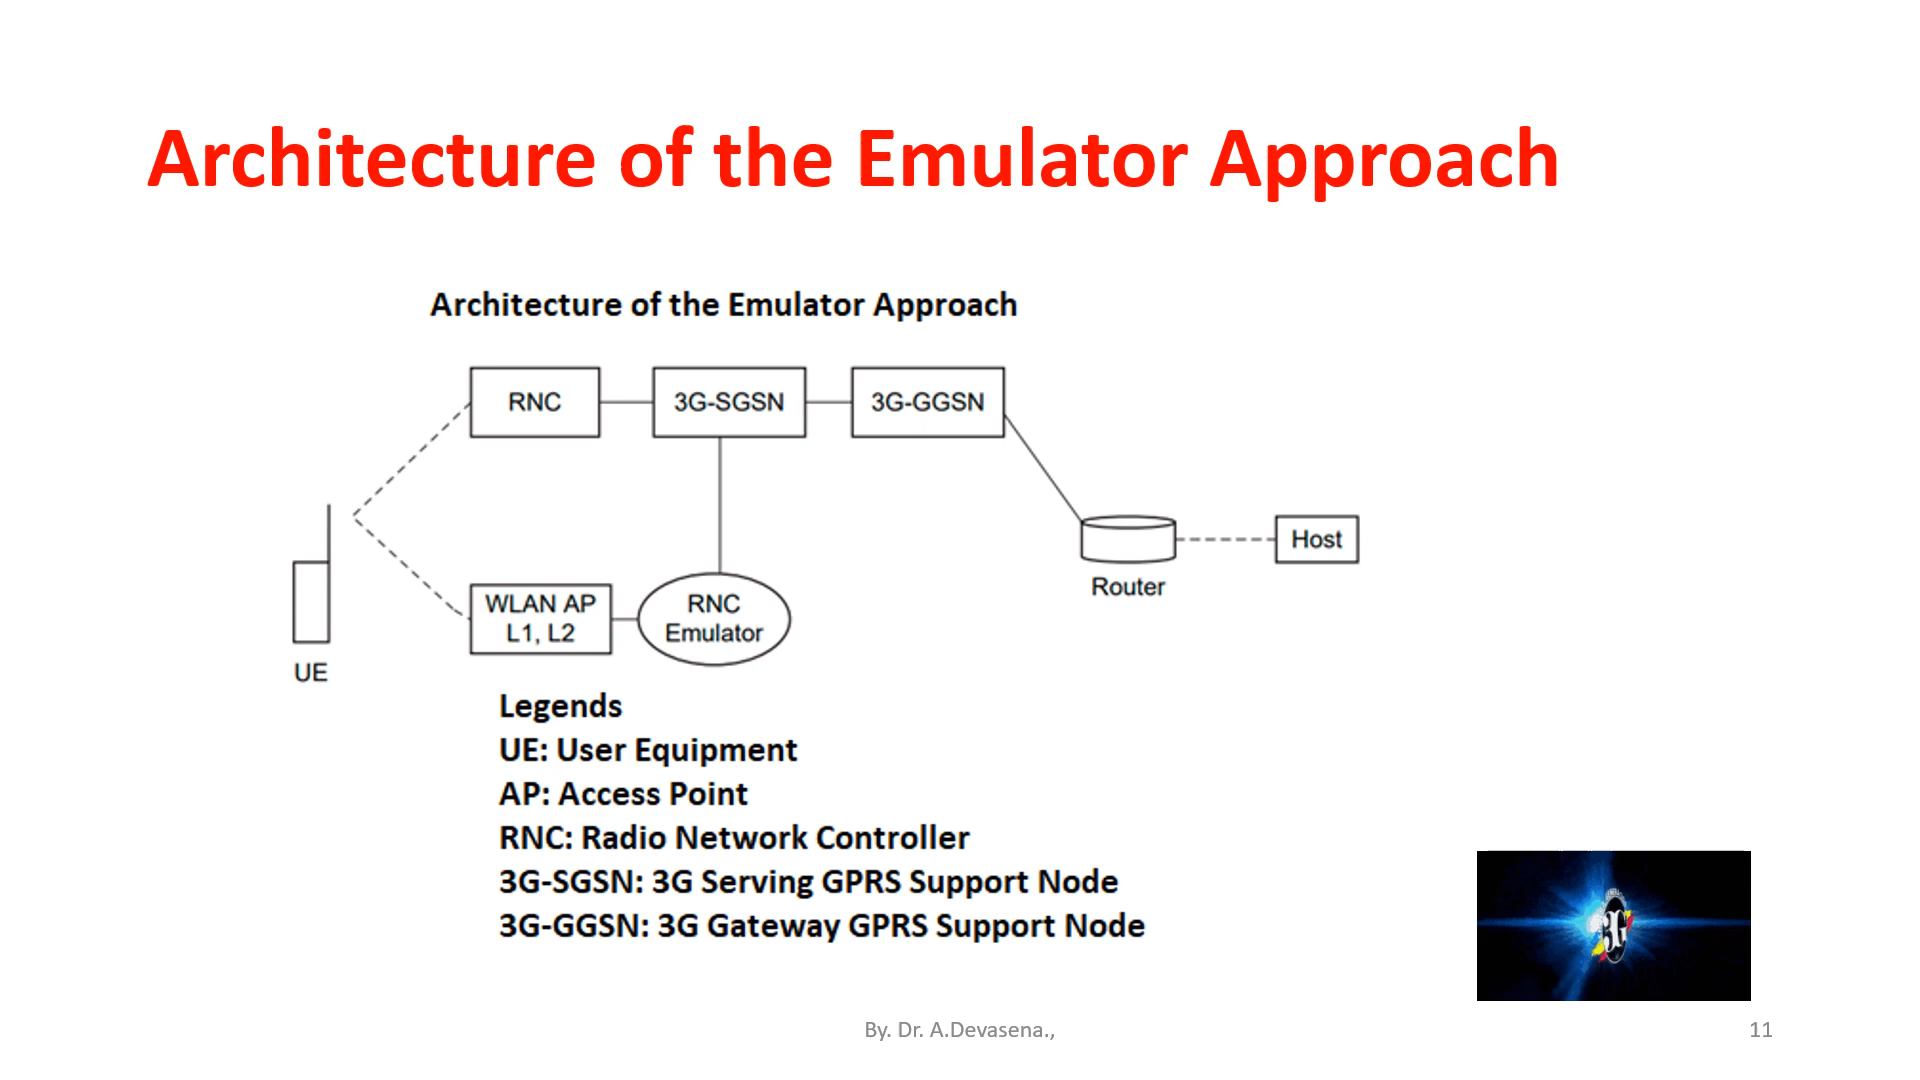 Architecture of the Emulator Approach
Architecture of the Emulator Approach
RNC
3G-SGSN
3G-GGSN
Host
Router
WLAN AP
L1, L2
RNC
Emulator
UE
Legends
UE: User Equipment
AP: Access Point
RNC: Radio Network Controller
3G-SGSN: 3G Serving GPRS Support Node
3G-GGSN: 3G Gateway GPRS Support Node
3G
By. Dr. A.Devasena.,
11